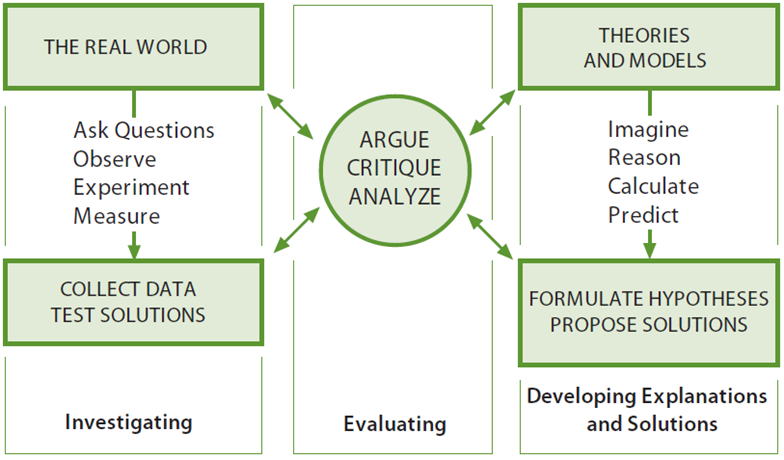 THE REAL WORLD
Ask Questions
Observe
Experiment
Measure
COLLECT DATA
TEST SOLUTIONS
Investigating
ARGUE
CRITIQUE
ANALYZE
Evaluating
THEORIES
AND MODELS
Imagine
Reason
Calculate
Predict
FORMULATE HYPOTHESES
PROPOSE SOLUTIONS
Developing Explanations
and Solutions